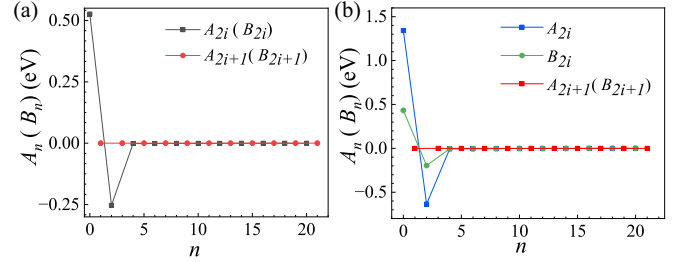 (a)
A_n ( B_n) (eV)
0.50
0.25
0.00
−0.25
A_{2i} ( B_{2i})
A_{2i+1}( B_{2i+1})
0 5 10 15 20
n
(b)
A_n ( B_n) (eV)
1.5
1.0
0.5
0.0
−0.5
A_{2i}
B_{2i}
A_{2i+1}( B_{2i+1})
0 5 10 15 20
n